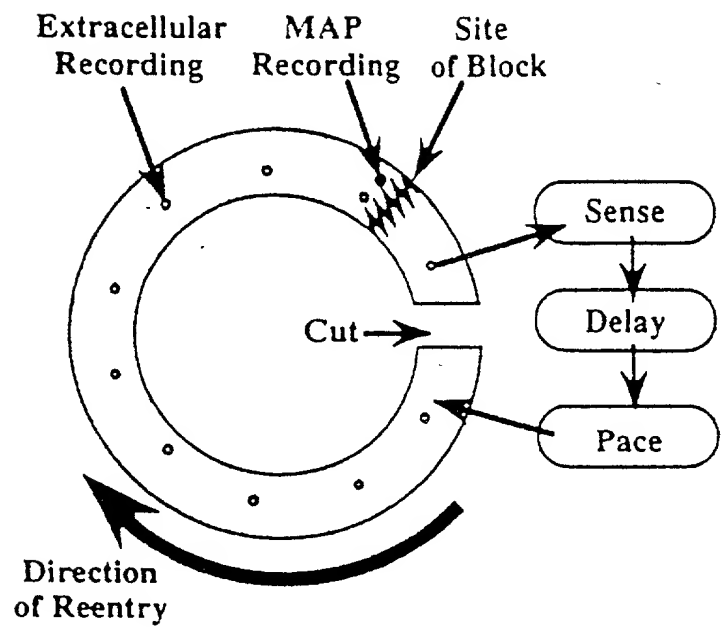 Extracellular
Recording
MAP
Recording
Site
of Block
Sense
Delay
Cut
Pace
Direction
of Reentry